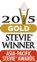 2015
GOLD
STEVIE® WINNER
ASIA-PACIFIC
STEVIE® AWARDS